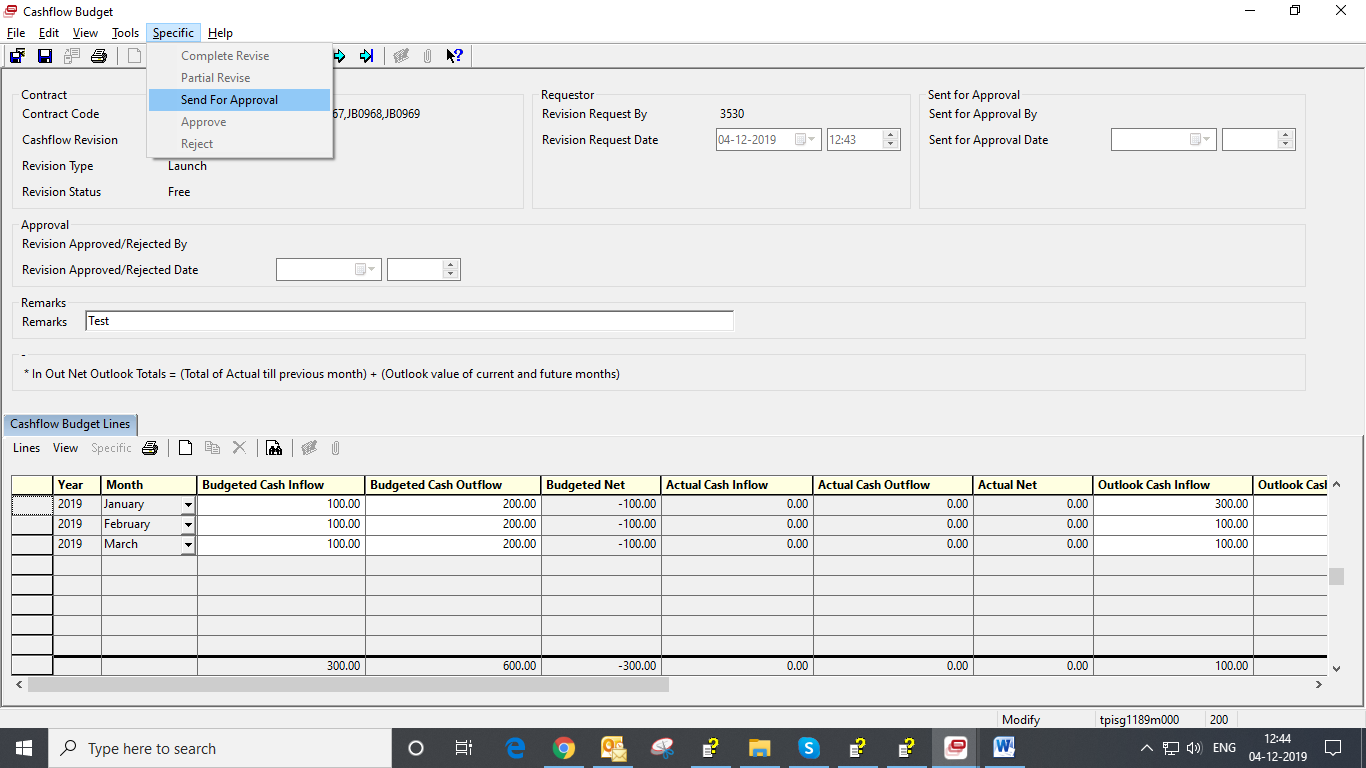 Cashflow Budget
File Edit View Tools Specific Help
Complete Revise
Partial Revise
Send For Approval
Approve
Reject
Contract
Contract Code 67,JB0968,JB0969
Cashflow Revision
Revision Type Launch
Revision Status Free
Requestor
Revision Request By 3530
Revision Request Date 04-12-2019 12:43
Sent for Approval
Sent for Approval By
Sent for Approval Date
Approval
Revision Approved/Rejected By
Revision Approved/Rejected Date
Remarks
Remarks Test
-
* In Out Net Outlook Totals = (Total of Actual till previous month) + (Outlook value of current and future months)
Cashflow Budget Lines
Lines View Specific
Year Month Budgeted Cash Inflow Budgeted Cash Outflow Budgeted Net Actual Cash Inflow Actual Cash Outflow Actual Net Outlook Cash Inflow Outlook Cash
2019 January 100.00 200.00 -100.00 0.00 0.00 0.00 300.00
2019 February 100.00 200.00 -100.00 0.00 0.00 0.00 100.00
2019 March 100.00 200.00 -100.00 0.00 0.00 0.00 100.00
300.00 600.00 -300.00 0.00 0.00 0.00 100.00
Modify tpisg1189m000 200
Type here to search
ENG
12:44
04-12-2019